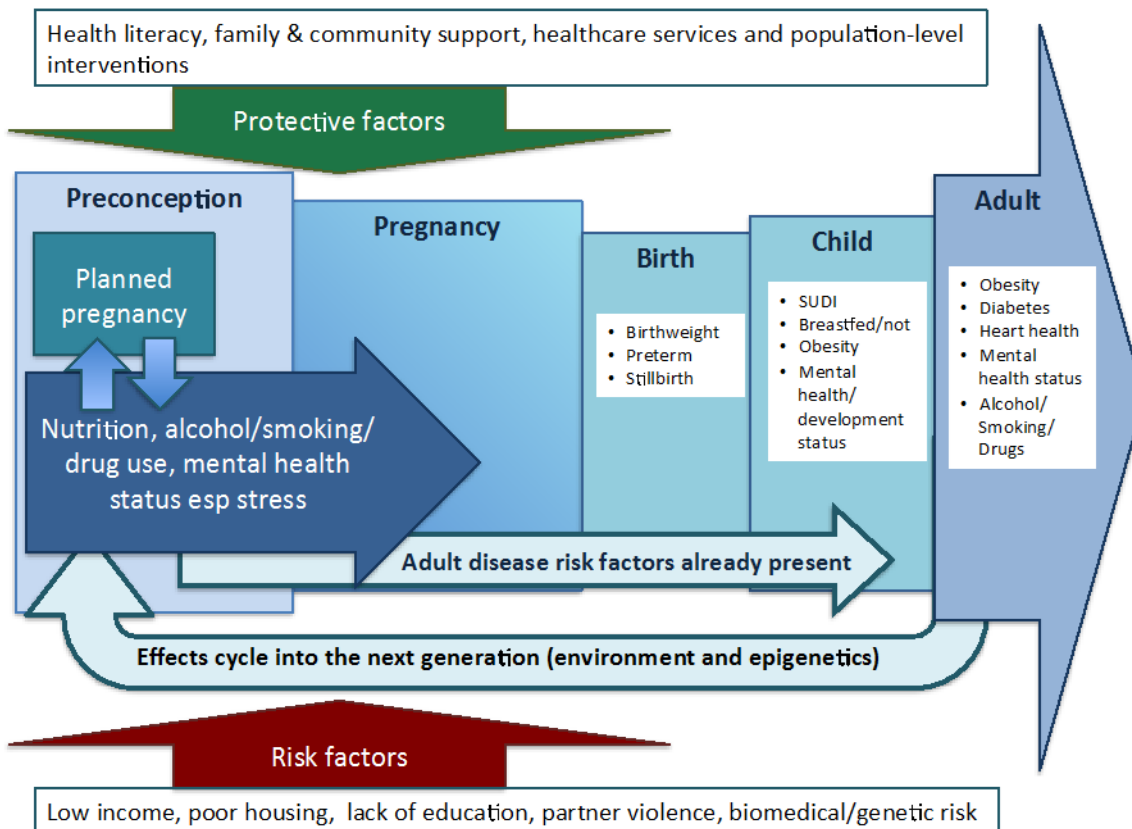 Health literacy, family & community support, healthcare services and population-level
interventions
Protective factors
Preconception
Planned
pregnancy
Nutrition, alcohol/smoking/
drug use, mental health
status esp stress
Pregnancy
Birth
• Birthweight
• Preterm
• Stillbirth
Child
• SUDI
• Breastfed/not
• Obesity
• Mental
health/
development
status
Adult
• Obesity
• Diabetes
• Heart health
• Mental
health status
• Alcohol/
Smoking/
Drugs
Adult disease risk factors already present
Effects cycle into the next generation (environment and epigenetics)
Risk factors
Low income, poor housing, lack of education, partner violence, biomedical/genetic risk